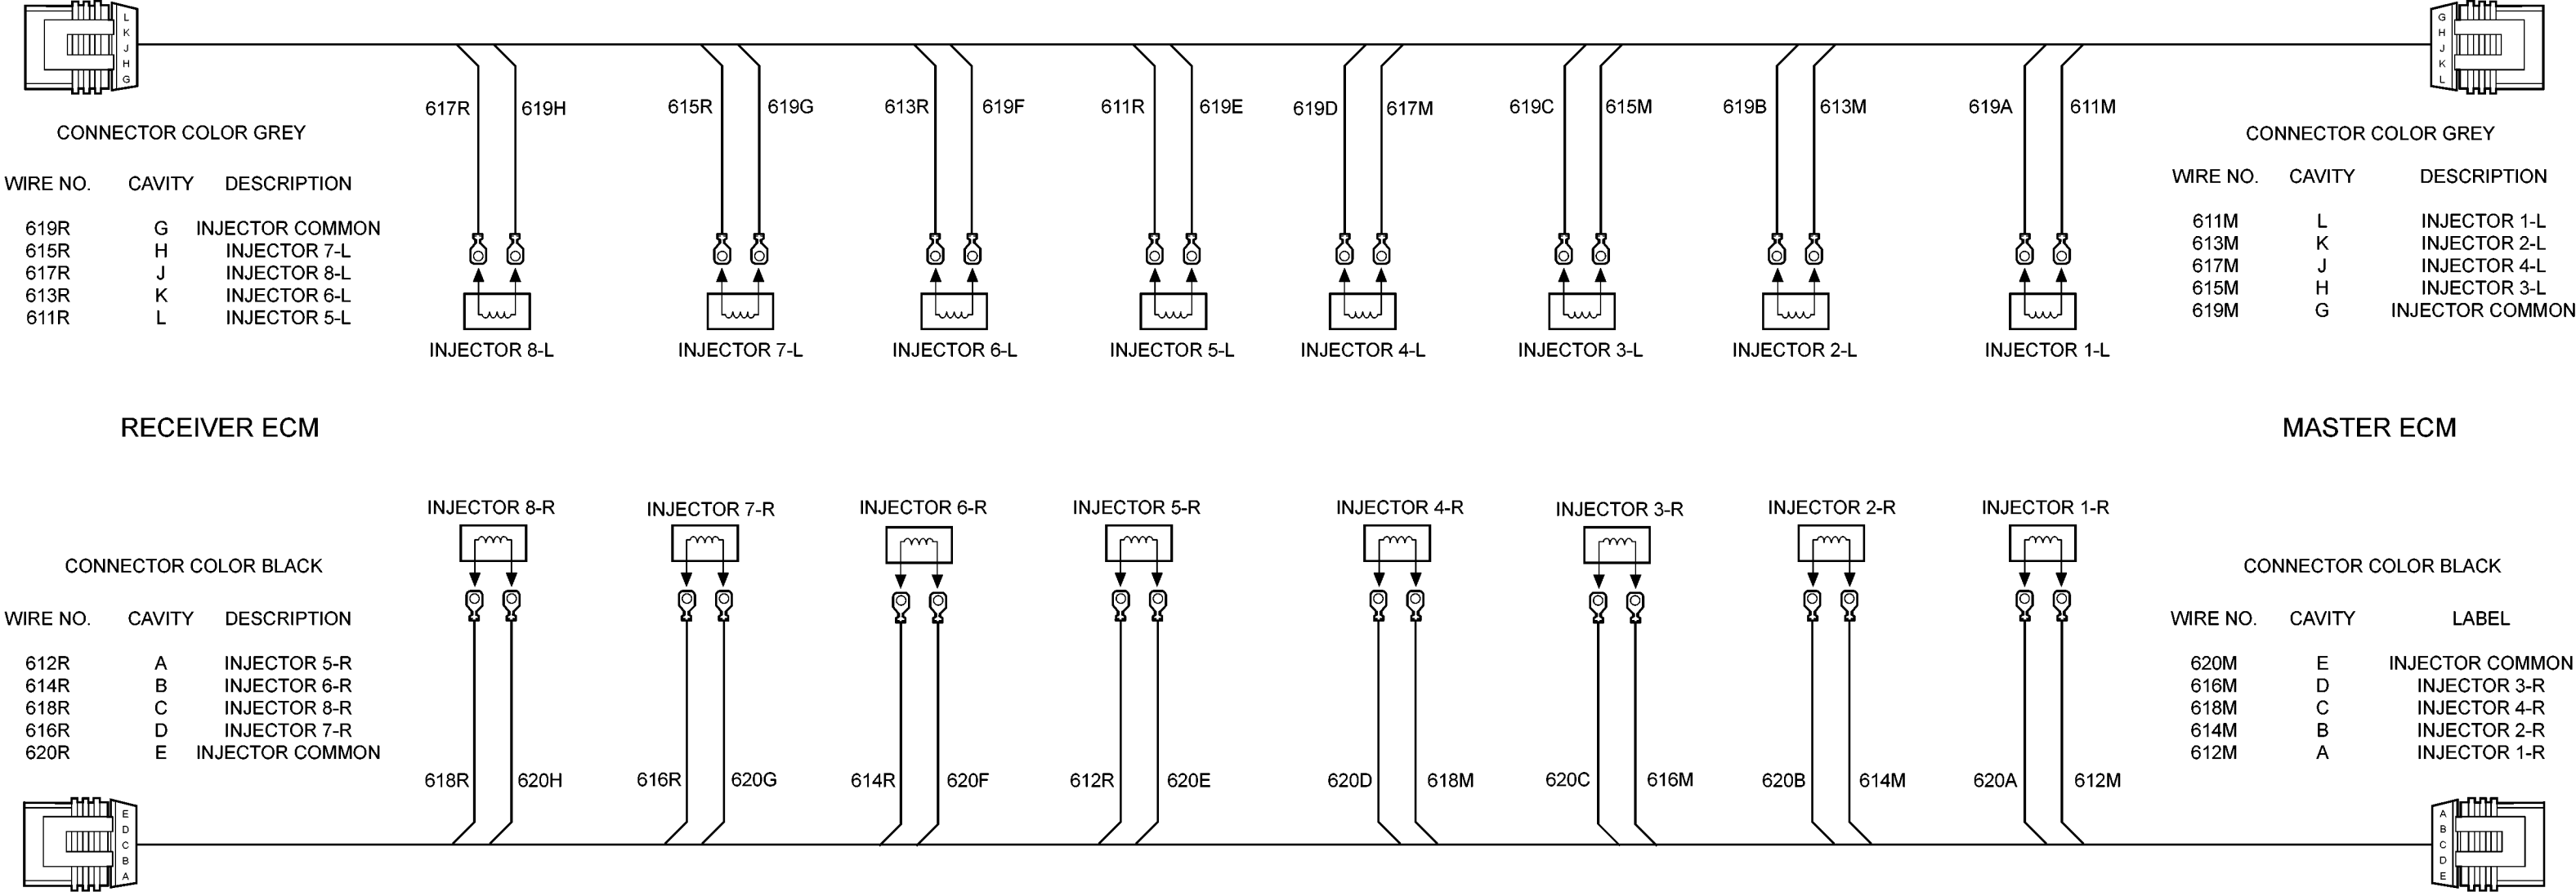 L
K
J
H
G
G
H
J
K
L
617R 619H 615R 619G 613R 619F 611R 619E 619D 617M 619C 615M 619B 613M 619A 611M
CONNECTOR COLOR GREY
WIRE NO. CAVITY DESCRIPTION
619R G INJECTOR COMMON
615R H INJECTOR 7-L
617R J INJECTOR 8-L
613R K INJECTOR 6-L
611R L INJECTOR 5-L
CONNECTOR COLOR GREY
WIRE NO. CAVITY DESCRIPTION
611M L INJECTOR 1-L
613M K INJECTOR 2-L
617M J INJECTOR 4-L
615M H INJECTOR 3-L
619M G INJECTOR COMMON
INJECTOR 8-L INJECTOR 7-L INJECTOR 6-L INJECTOR 5-L INJECTOR 4-L INJECTOR 3-L INJECTOR 2-L INJECTOR 1-L
RECEIVER ECM
MASTER ECM
INJECTOR 8-R INJECTOR 7-R INJECTOR 6-R INJECTOR 5-R INJECTOR 4-R INJECTOR 3-R INJECTOR 2-R INJECTOR 1-R
CONNECTOR COLOR BLACK
WIRE NO. CAVITY DESCRIPTION
612R A INJECTOR 5-R
614R B INJECTOR 6-R
618R C INJECTOR 8-R
616R D INJECTOR 7-R
620R E INJECTOR COMMON
CONNECTOR COLOR BLACK
WIRE NO. CAVITY LABEL
620M E INJECTOR COMMON
616M D INJECTOR 3-R
618M C INJECTOR 4-R
614M B INJECTOR 2-R
612M A INJECTOR 1-R
618R 620H 616R 620G 614R 620F 612R 620E 620D 618M 620C 616M 620B 614M 620A 612M
E
D
C
B
A
A
B
C
D
E